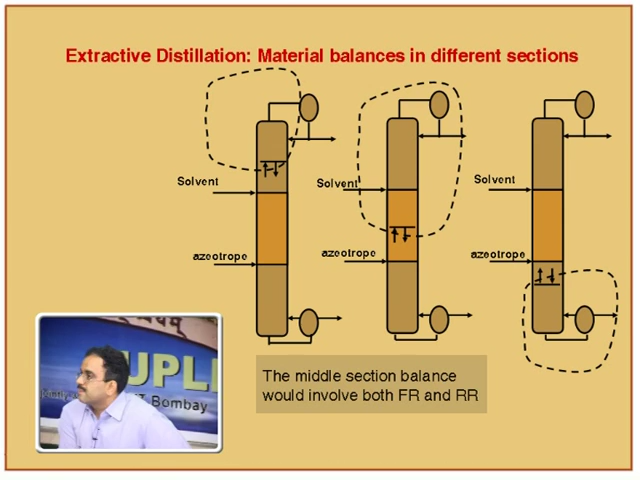 Extractive Distillation: Material balances in different sections
Solvent
Solvent
Solvent
azeotrope
azeotrope
azeotrope
The middle section balance
would involve both FR and RR
UPLI
Bombay